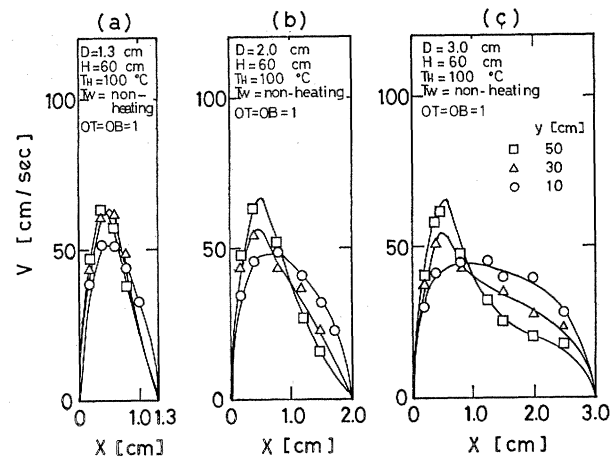 (a)
D=1.3 cm
H=60 cm
TH=100 °C
Tw = non-
heating
OT=OB=1
(b)
D=2.0 cm
H=60 cm
TH=100 °C
Tw = non-heating
OT=OB=1
(c)
D=3.0 cm
H=60 cm
TH=100 °C
Tw = non-heating
OT=OB=1
y [cm]
□ 50
△ 30
○ 10
V [cm/sec]
100
50
0
0
1.0
1.3
X [cm]
100
50
0
0
1.0
2.0
X [cm]
100
50
0
0
1.0
2.0
3.0
X [cm]